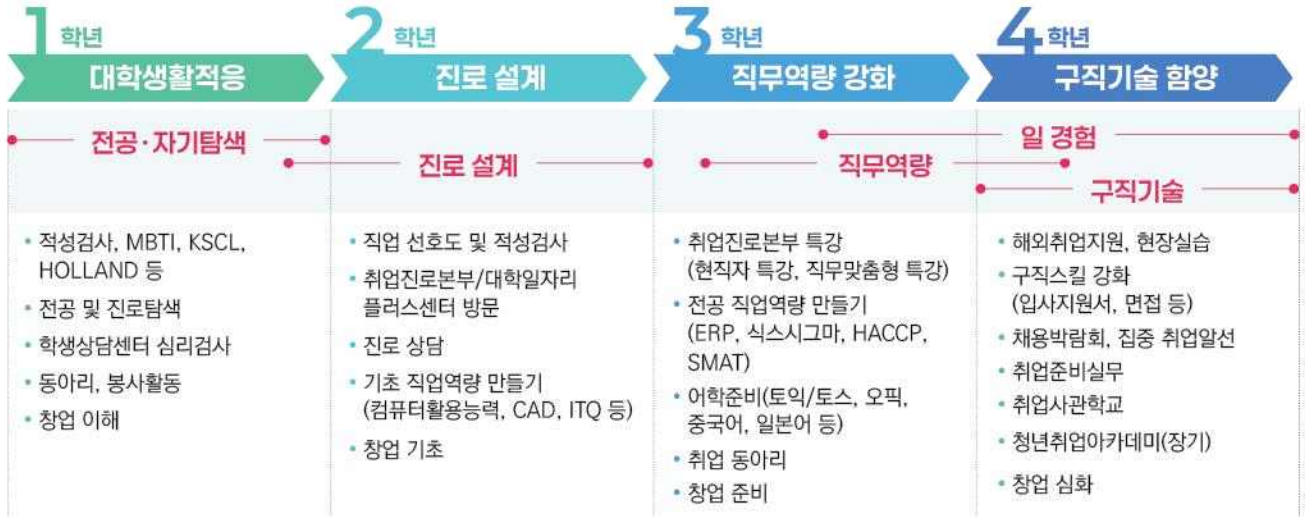 1학년
대학생활적응
2학년
진로 설계
3학년
직무역량 강화
4학년
구직기술 함양
전공·자기탐색
진로 설계
일 경험
직무역량
구직기술
• 적성검사, MBTI, KSCL,
HOLLAND 등
• 전공 및 진로탐색
• 학생상담센터 심리검사
• 동아리, 봉사활동
• 창업 이해
• 직업 선호도 및 적성검사
• 취업진로본부/대학일자리
플러스센터 방문
• 진로 상담
• 기초 직업역량 만들기
(컴퓨터활용능력, CAD, ITQ 등)
• 창업 기초
• 취업진로본부 특강
(현직자 특강, 직무맞춤형 특강)
• 전공 직업역량 만들기
(ERP, 식스시그마, HACCP,
SMAT)
• 어학준비(토익/토스, 오픽,
중국어, 일본어 등)
• 취업 동아리
• 창업 준비
• 해외취업지원, 현장실습
• 구직스킬 강화
(입사지원서, 면접 등)
• 채용박람회, 집중 취업알선
• 취업준비실무
• 취업사관학교
• 청년취업아카데미(장기)
• 창업 심화